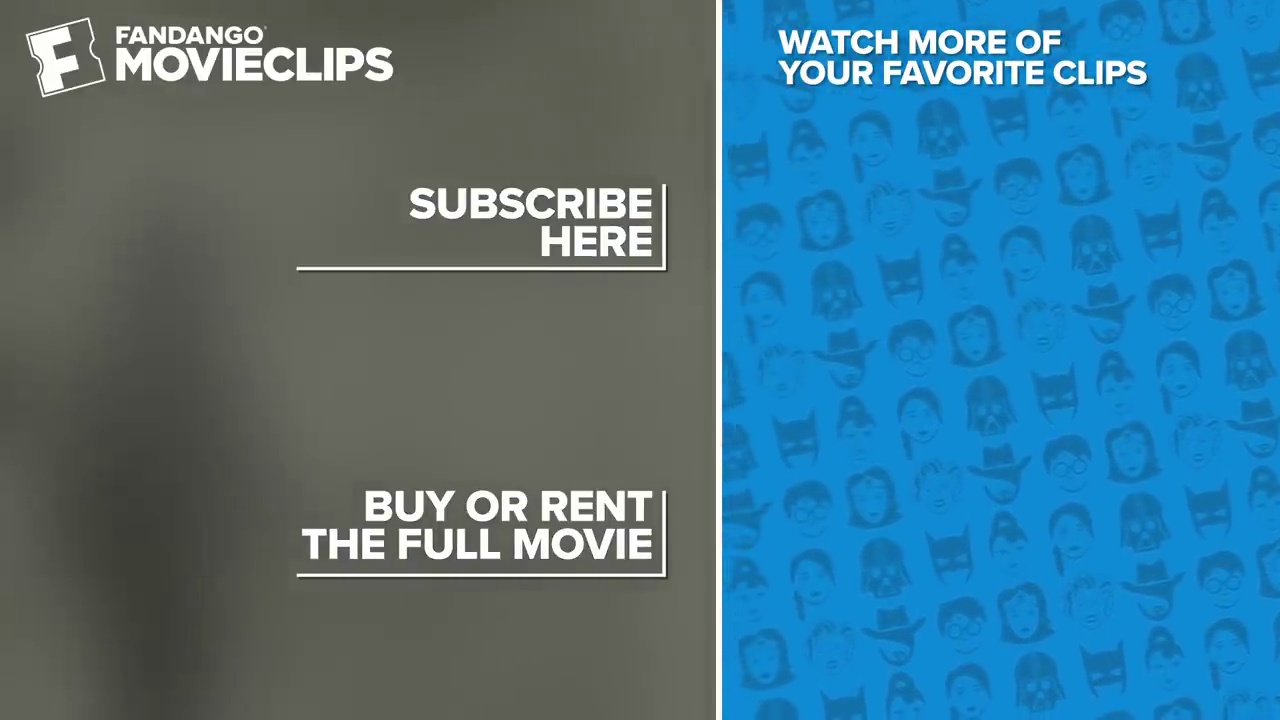 FANDANGO
MOVIECLIPS
SUBSCRIBE
HERE
BUY OR RENT
THE FULL MOVIE
WATCH MORE OF
YOUR FAVORITE CLIPS